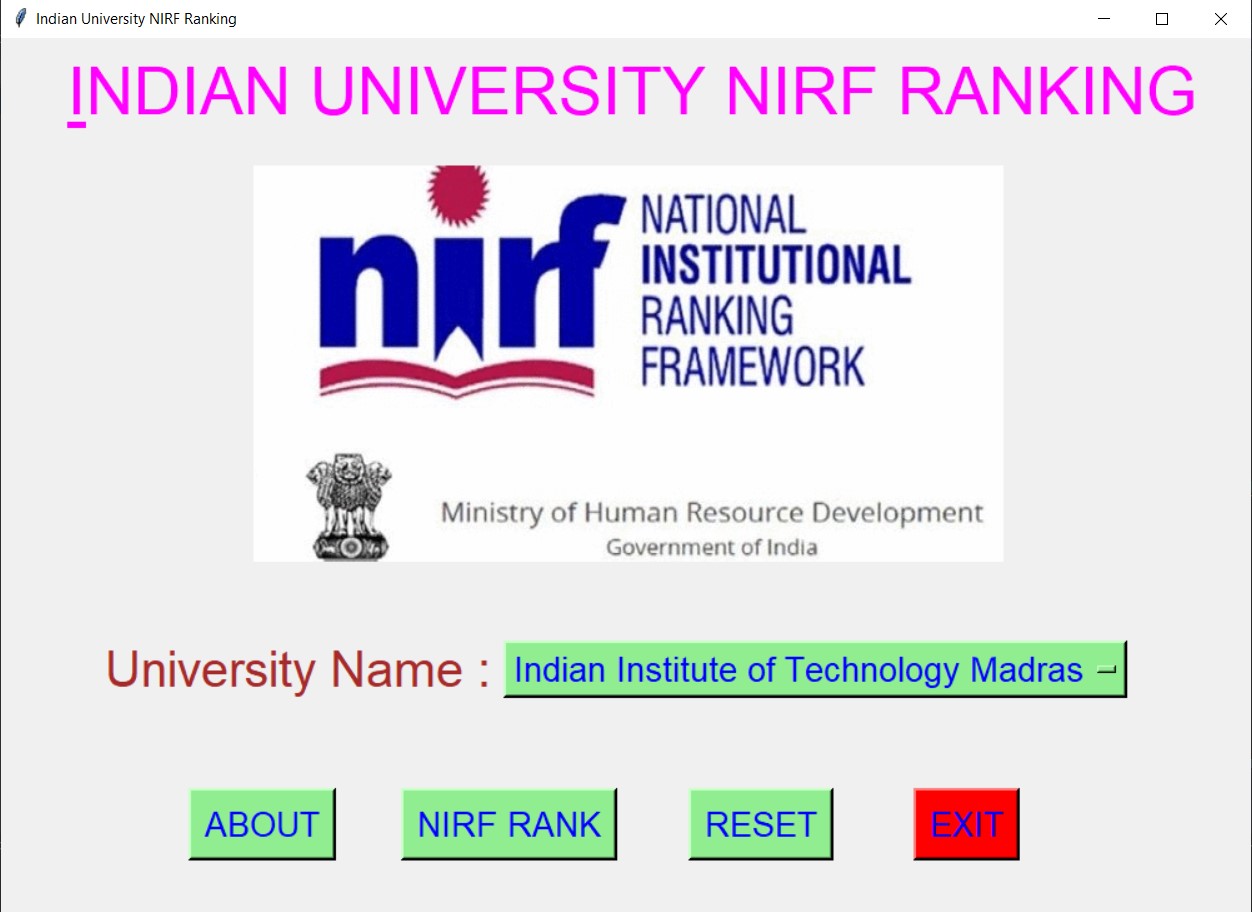 Indian University NIRF Ranking
INDIAN UNIVERSITY NIRF RANKING
nirf
NATIONAL
INSTITUTIONAL
RANKING
FRAMEWORK
Ministry of Human Resource Development
Government of India
University Name : Indian Institute of Technology Madras
ABOUT NIRF RANK RESET EXIT